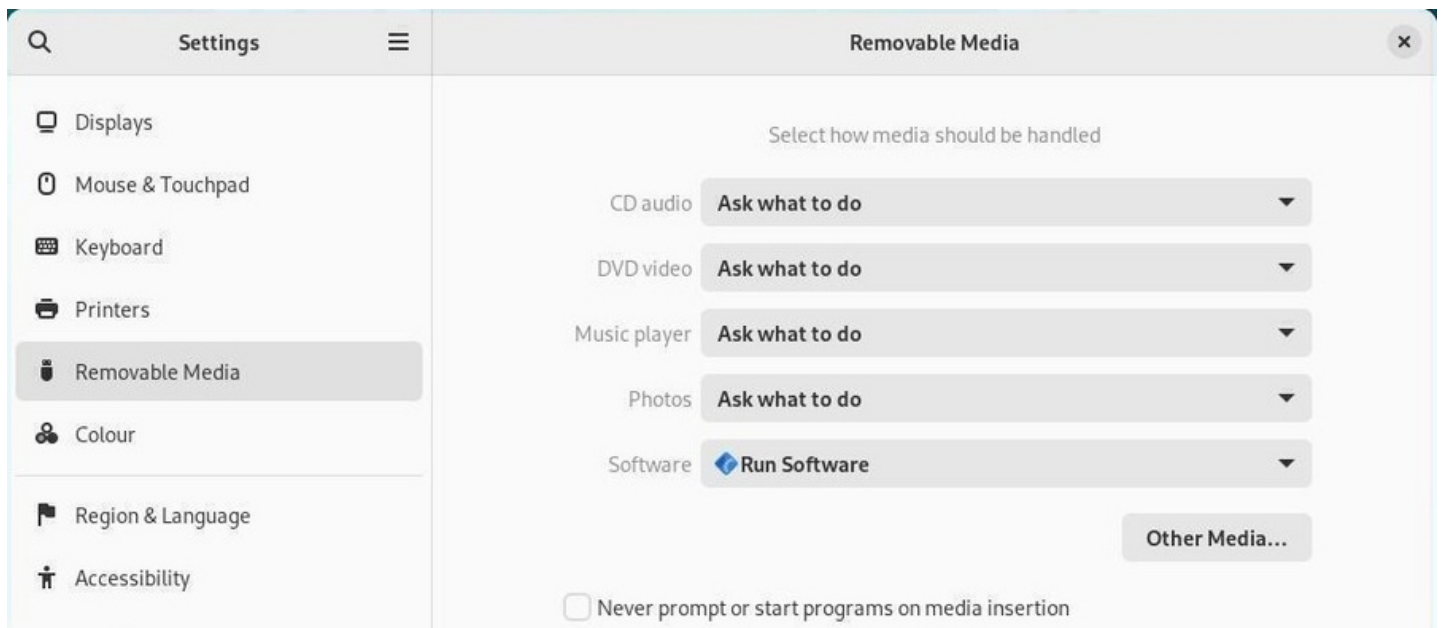 Settings
Removable Media
Displays
Mouse & Touchpad
Keyboard
Printers
Removable Media
Colour
Region & Language
Accessibility
Select how media should be handled
CD audio Ask what to do
DVD video Ask what to do
Music player Ask what to do
Photos Ask what to do
Software Run Software
Other Media...
Never prompt or start programs on media insertion